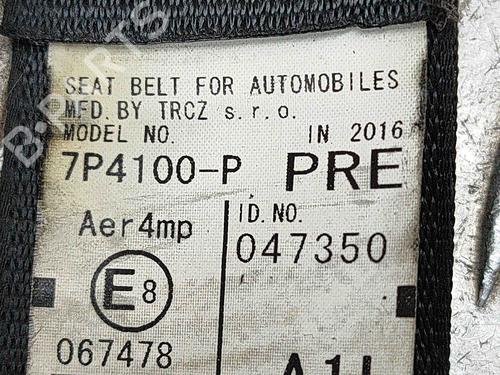 SEAT BELT FOR AUTOMOBILES
MFD. BY TRCZ s.r.o.
MODEL NO. IN 2016
7P4100-P PRE
Aer4mp
ID. NO.
047350
E8
067478
B-PARTS